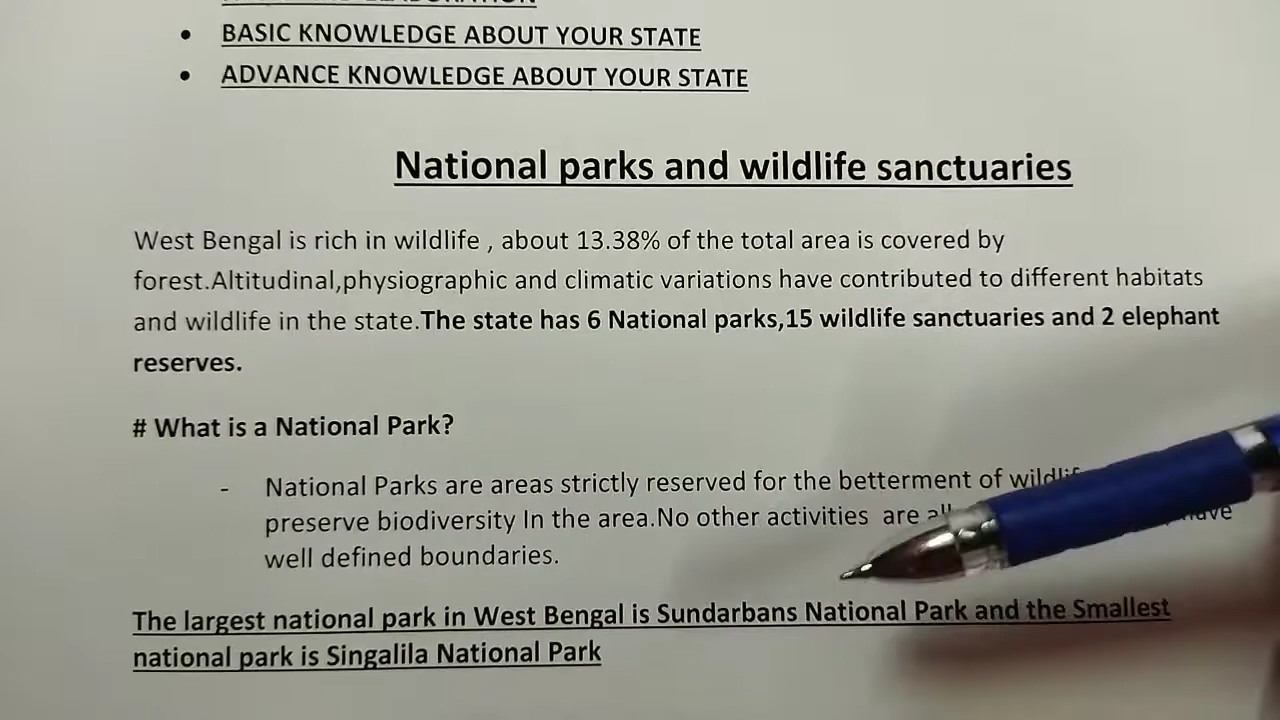 BASIC KNOWLEDGE ABOUT YOUR STATE
ADVANCE KNOWLEDGE ABOUT YOUR STATE
National parks and wildlife sanctuaries
West Bengal is rich in wildlife , about 13.38% of the total area is covered by
forest.Altitudinal,physiographic and climatic variations have contributed to different habitats
and wildlife in the state.The state has 6 National parks,15 wildlife sanctuaries and 2 elephant
reserves.
# What is a National Park?
- National Parks are areas strictly reserved for the betterment of
preserve biodiversity In the area.No other activities are have
well defined boundaries.
The largest national park in West Bengal is Sundarbans National Park and the Smallest
national park is Singalila National Park